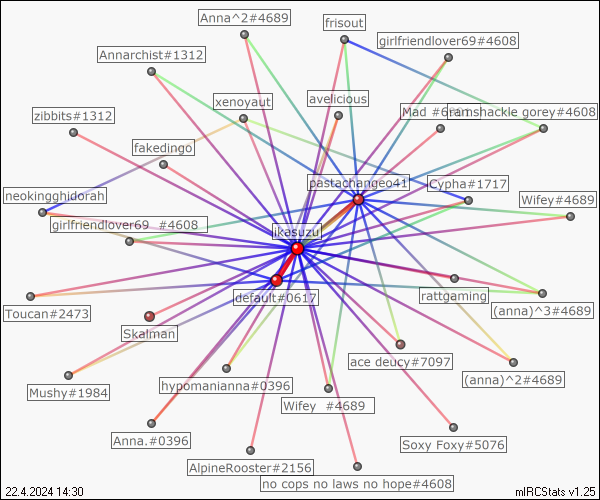 Anna^2#4689
frisout
girlfriendlover69#4608
Annarchist#1312
xenoyaut
avelicious
Mad
ramshackle gorey#4608
zibbits#1312
fakedingo
pastachangeo41
Cypha#1717
neokingghidorah
Wifey#4689
girlfriendlover69 #4608
ikasuzu
default#0617
rattgaming
(anna)^3#4689
Toucan#2473
Skalman
ace deucy#7097
(anna)^2#4689
Mushy#1984
hypomanianna#0396
Wifey #4689
Anna.#0396
Soxy Foxy#5076
AlpineRooster#2156
no cops no laws no hope#4608
22.4.2024 14:30
mIRCStats v1.25